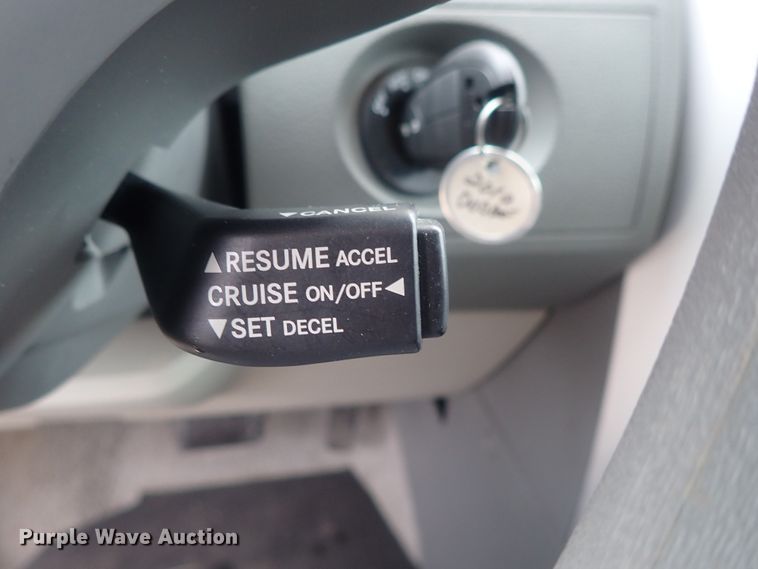 ▼CANCEL
▲RESUME ACCEL
CRUISE ON/OFF◄
▼SET DECEL
Purple Wave Auction